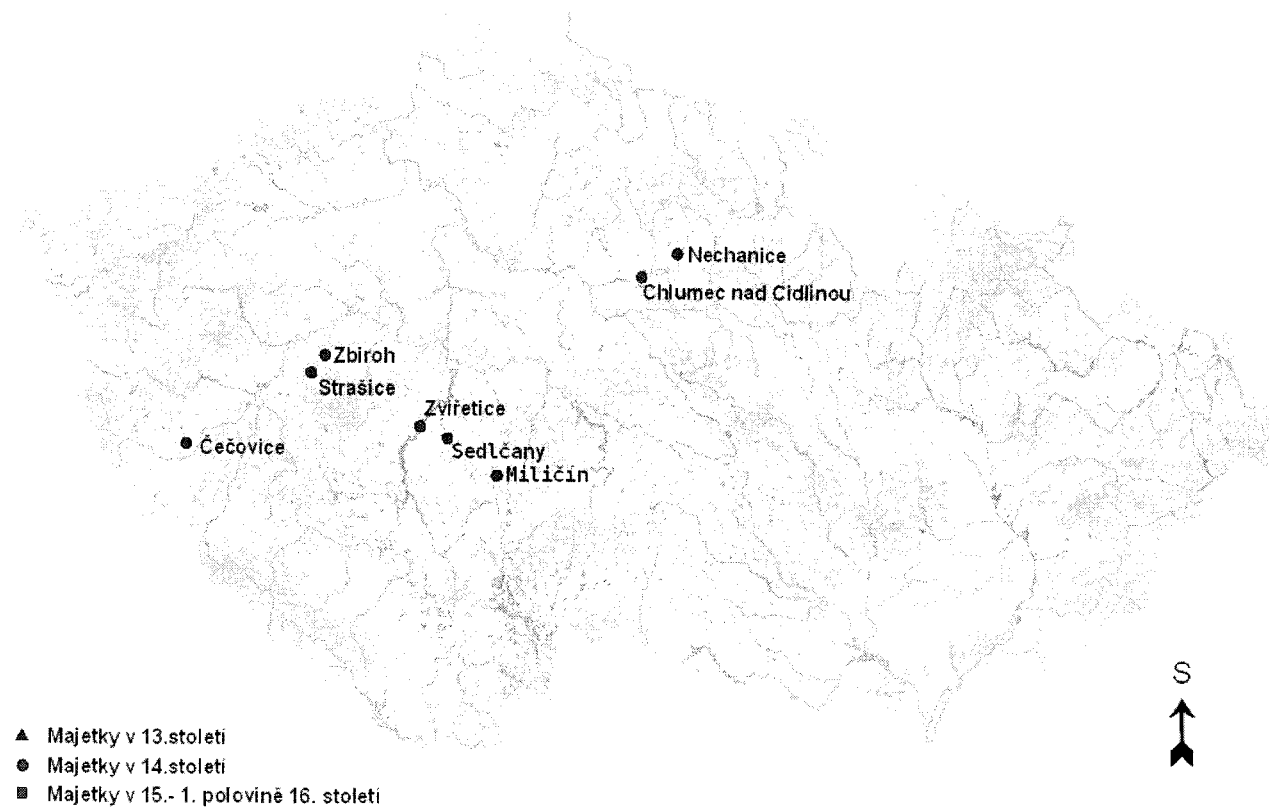 Nechanice
Chlumec nad Cidlinou
Zbiroh
Strašice
Zvířetice
Čečovice
Sedlčany
Miličín
S
Majetky v 13.století
Majetky v 14.století
Majetky v 15.- 1. polovině 16. století